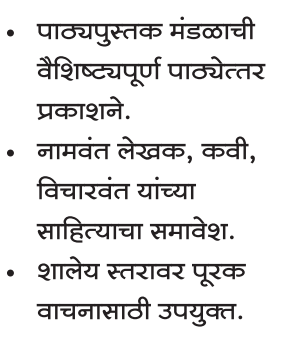 • पाठ्यपुस्तक मंडळाची
वैशिष्ट्यपूर्ण पाठ्येत्तर
प्रकाशने.
• नामवंत लेखक, कवी,
विचारवंत यांच्या
साहित्याचा समावेश.
• शालेय स्तरावर पूरक
वाचनासाठी उपयुक्त.